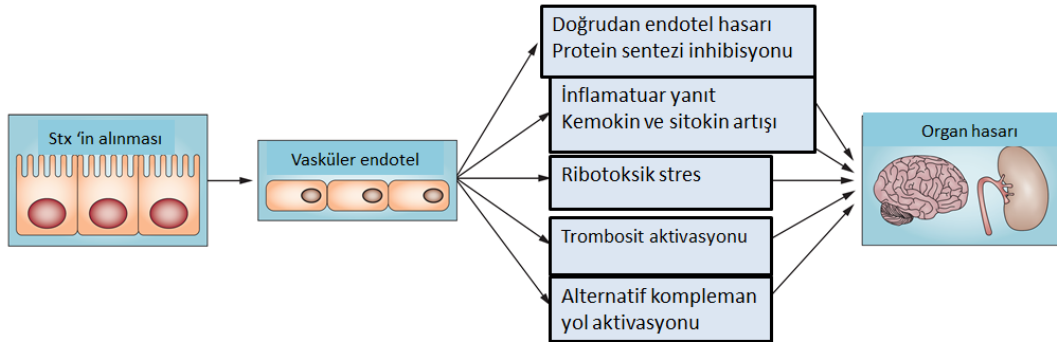 Stx ‘in alınması
Vasküler endotel
Doğrudan endotel hasarı
Protein sentezi inhibisyonu
İnflamatuar yanıt
Kemokin ve sitokin artışı
Ribotoksik stres
Trombosit aktivasyonu
Alternatif kompleman
yol aktivasyonu
Organ hasarı